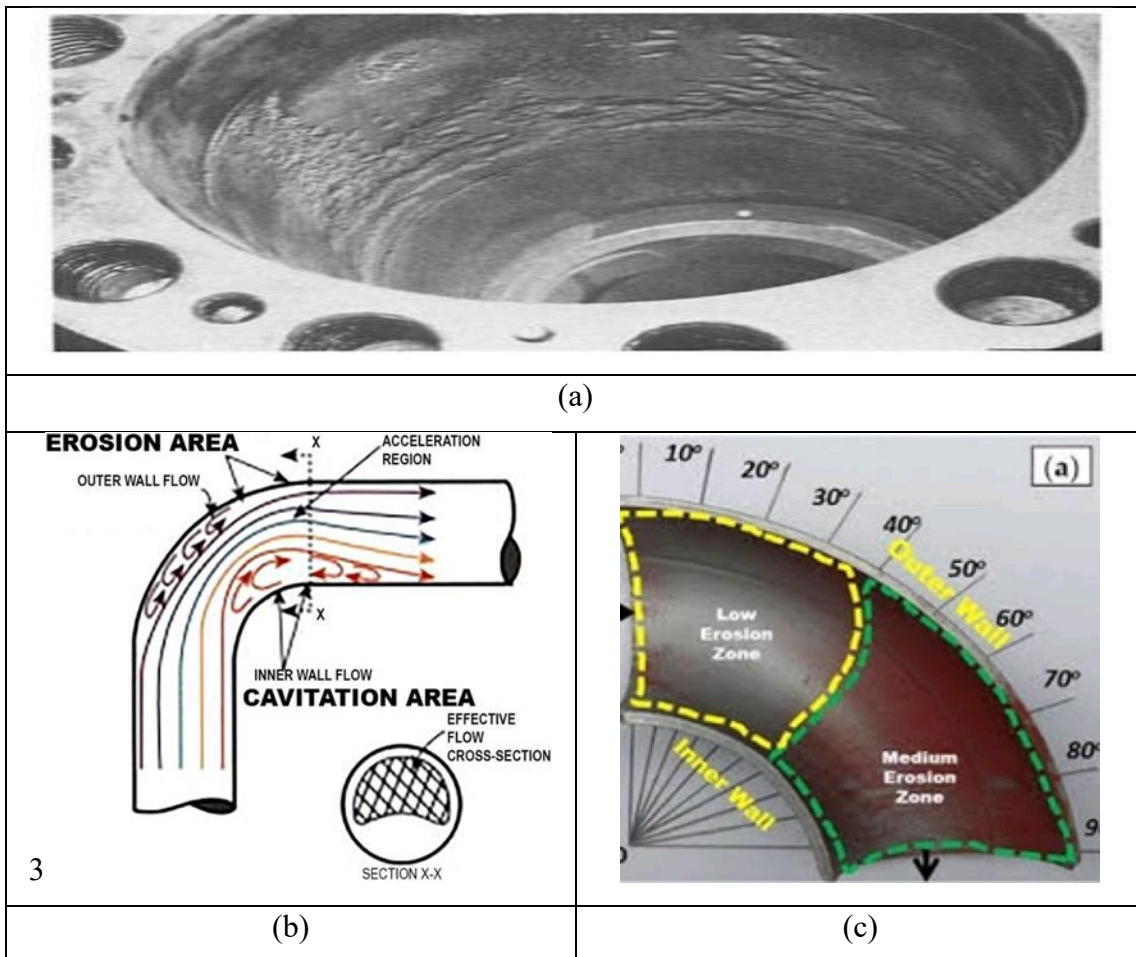 (a)
EROSION AREA
OUTER WALL FLOW
X
ACCELERATION
REGION
X
INNER WALL FLOW
CAVITATION AREA
EFFECTIVE
FLOW
CROSS-SECTION
SECTION X-X
3
(b)
10°
20°
30°
40°
50°
60°
70°
80°
(a)
Outer Wall
Low
Erosion
Zone
Medium
Erosion
Zone
Inner Wall
(c)